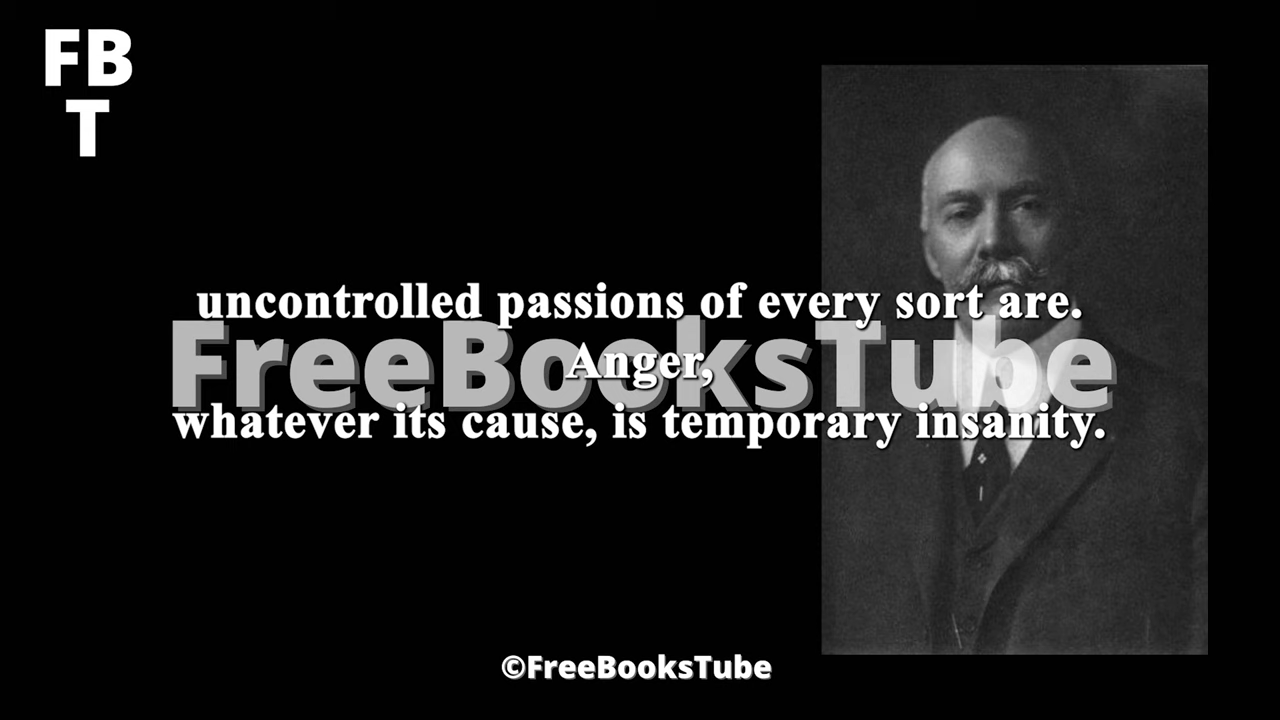 FB
T
uncontrolled passions of every sort are.
FreeBooksTube
Anger,
whatever its cause, is temporary insanity.
©FreeBooksTube